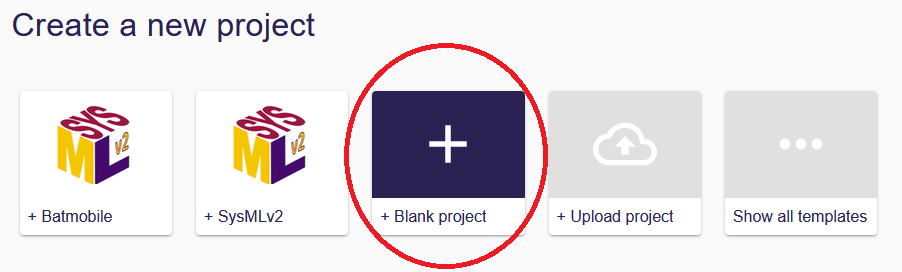 Create a new project
SYS
ML
v2
SYS
ML
v2
+ Batmobile
+ SysMLv2
+ Blank project
+ Upload project
Show all templates